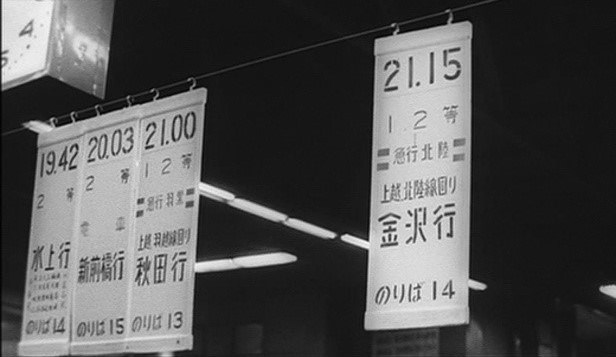 19.42
2 等
水上行
のりば 14
20.03
2 等
電車
新前橋行
のりば 15
21.00
1 2 等
急行 羽黒
上越 羽越線回り
秋田行
のりば 13
21.15
1.2 等
急行 北陸
上越 北陸線回り
金沢行
のりば 14